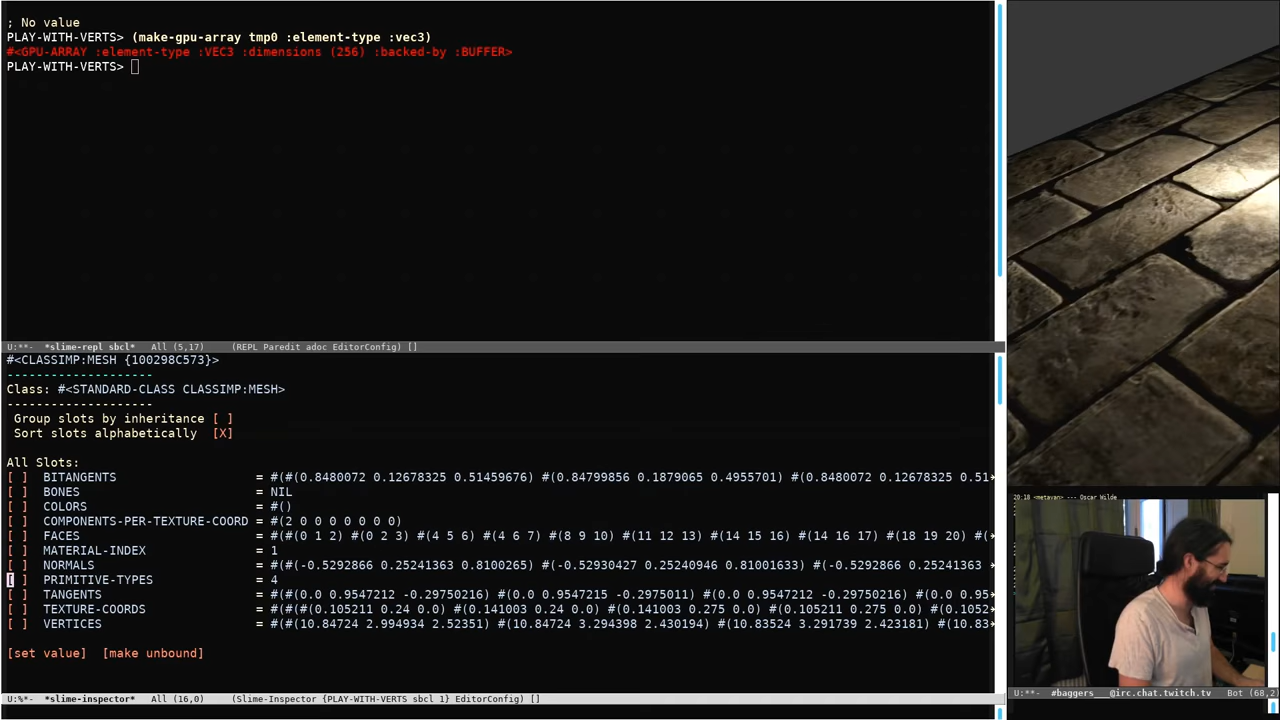 ; No value
PLAY-WITH-VERTS> (make-gpu-array tmp0 :element-type :vec3)
#<GPU-ARRAY :element-type :VEC3 :dimensions (256) :backed-by :BUFFER>
PLAY-WITH-VERTS>
U:**-  *slime-repl sbcl*   All (5,17)     (REPL Paredit adoc EditorConfig) []
#<CLASSIMP:MESH {100298C573}>
--------------------
Class: #<STANDARD-CLASS CLASSIMP:MESH>
--------------------
Group slots by inheritance [ ]
Sort slots alphabetically  [X]
All Slots:
[ ]  BITANGENTS                   = #(#(0.8480072 0.12678325 0.51459676) #(0.84799856 0.1879065 0.4955701) #(0.8480072 0.12678325 0.51
[ ]  BONES                        = NIL
[ ]  COLORS                       = #()
[ ]  COMPONENTS-PER-TEXTURE-COORD = #(2 0 0 0 0 0 0 0)
[ ]  FACES                        = #(#(0 1 2) #(0 2 3) #(4 5 6) #(4 6 7) #(8 9 10) #(11 12 13) #(14 15 16) #(14 16 17) #(18 19 20) #(
[ ]  MATERIAL-INDEX               = 1
[ ]  NORMALS                      = #(#(-0.5292866 0.25241363 0.8100265) #(-0.52930427 0.25240946 0.81001633) #(-0.5292866 0.25241363
[ ]  PRIMITIVE-TYPES              = 4
[ ]  TANGENTS                     = #(#(0.0 0.9547212 -0.29750216) #(0.0 0.9547215 -0.2975011) #(0.0 0.9547212 -0.29750216) #(0.0 0.95
[ ]  TEXTURE-COORDS               = #(#(0.105211 0.24 0.0) #(0.141003 0.24 0.0) #(0.141003 0.275 0.0) #(0.105211 0.275 0.0) #(0.1052
[ ]  VERTICES                     = #(#(10.84724 2.994934 2.52351) #(10.84724 3.294398 2.430194) #(10.83524 3.291739 2.423181) #(10.83
[set value]  [make unbound]
U:%*-  *slime-inspector*   All (16,0)     (Slime-Inspector {PLAY-WITH-VERTS sbcl 1} EditorConfig) []
20:18 <metavan> --- Oscar Wilde
U:**-  #baggers___@irc.chat.twitch.tv   Bot (68,2)